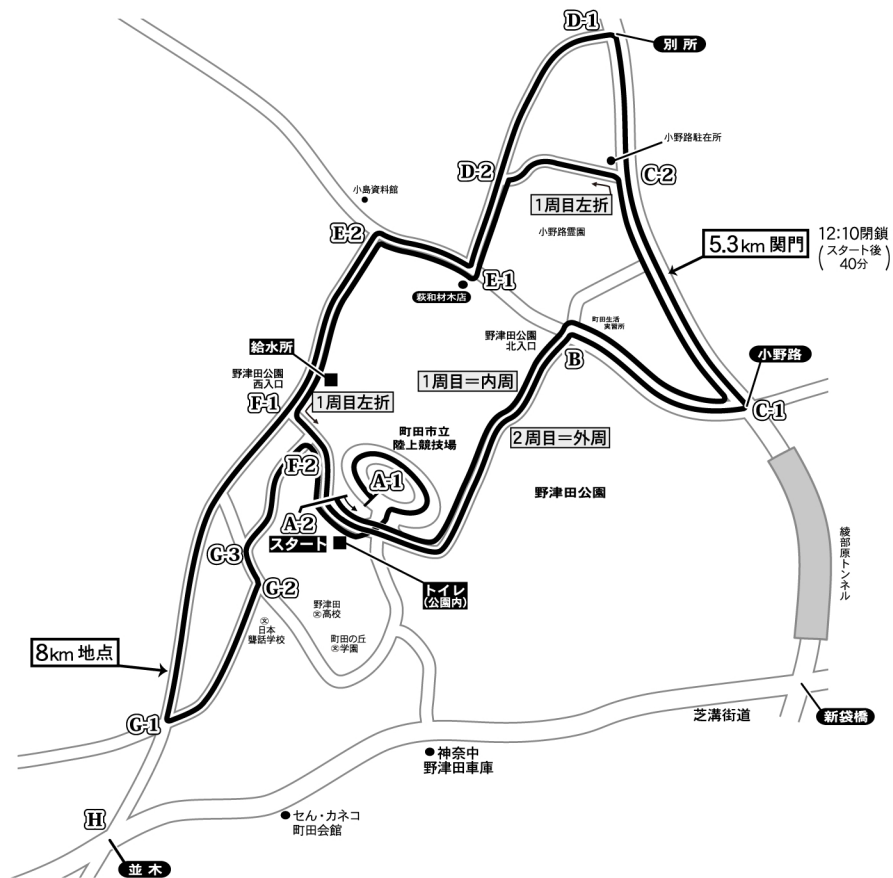 D-1
別所
小野路駐在所
D-2
C-2
小島資料館
1周目左折
小野路霊園
E-2
5.3km関門
12:10閉鎖
(スタート後
40分)
E-1
萩和材木店
町田生活
実習所
野津田公園
北入口
給水所
B
小野路
野津田公園
西入口
1周目=内周
C-1
F-1
1周目左折
町田市立
陸上競技場
2周目=外周
F-2
A-1
野津田公園
A-2
スタート
綾部原トンネル
G-3
トイレ
(公園内)
G-2
野津田
文高校
文
日本
聾話学校
町田の丘
文学園
8km地点
G-1
芝溝街道
新袋橋
神奈中
野津田車庫
H
せん・カネコ
町田会館
並木